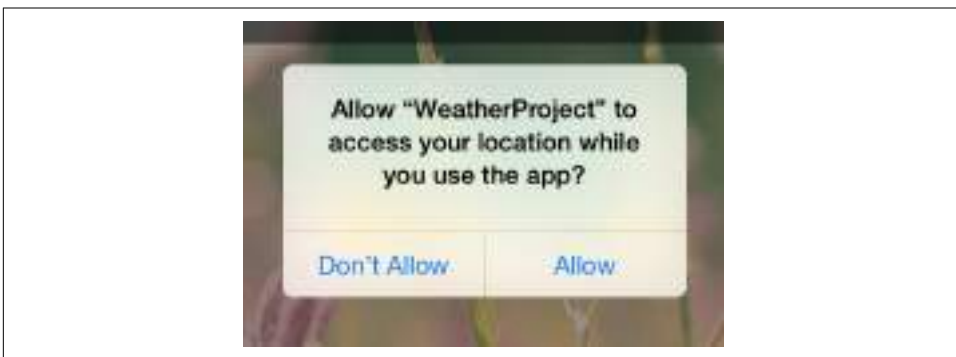 Allow “WeatherProject” to
access your location while
you use the app?
Don't Allow
Allow